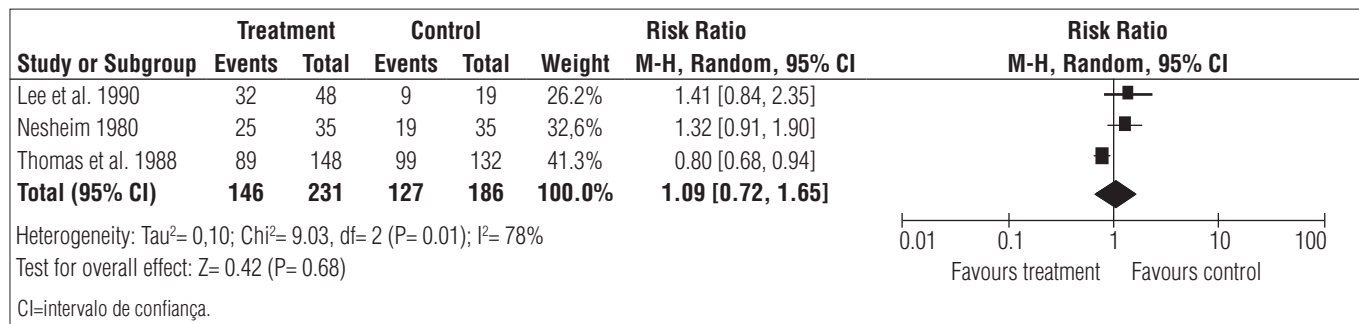 Treatment Control Risk Ratio Risk Ratio
Study or Subgroup Events Total Events Total Weight M-H, Random, 95% CI M-H, Random, 95% CI
Lee et al. 1990 32 48 9 19 26.2% 1.41 [0.84, 2.35]
Nesheim 1980 25 35 19 35 32,6% 1.32 [0.91, 1.90]
Thomas et al. 1988 89 148 99 132 41.3% 0.80 [0.68, 0.94]
Total (95% CI) 146 231 127 186 100.0% 1.09 [0.72, 1.65]
Heterogeneity: Tau²= 0,10; Chi²= 9.03, df= 2 (P= 0.01); I²= 78%
Test for overall effect: Z= 0.42 (P= 0.68)
0.01 0.1 1 10 100
Favours treatment Favours control
CI=intervalo de confiança.